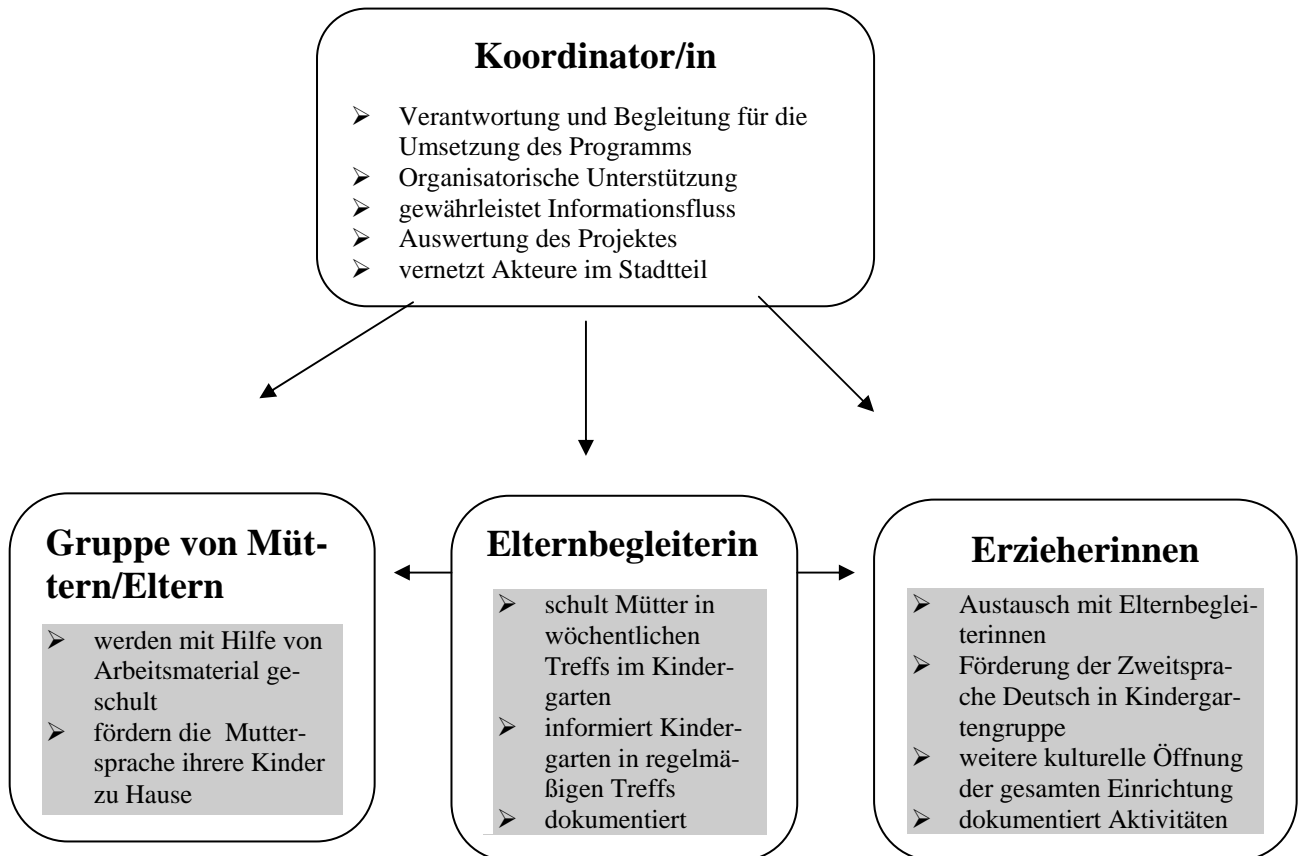 Koordinator/in
➢ Verantwortung und Begleitung für die
Umsetzung des Programms
➢ Organisatorische Unterstützung
➢ gewährleistet Informationsfluss
➢ Auswertung des Projektes
➢ vernetzt Akteure im Stadtteil
Gruppe von Müt-
tern/Eltern
➢ werden mit Hilfe von
Arbeitsmaterial ge-
schult
➢ fördern die Mutter-
sprache ihrere Kinder
zu Hause
Elternbegleiterin
➢ schult Mütter in
wöchentlichen
Treffs im Kinder-
garten
➢ informiert Kinder-
garten in regelmä-
ßigen Treffs
➢ dokumentiert
Erzieherinnen
➢ Austausch mit Elternbeglei-
terinnen
➢ Förderung der Zweitspra-
che Deutsch in Kindergar-
tengruppe
➢ weitere kulturelle Öffnung
der gesamten Einrichtung
➢ dokumentiert Aktivitäten